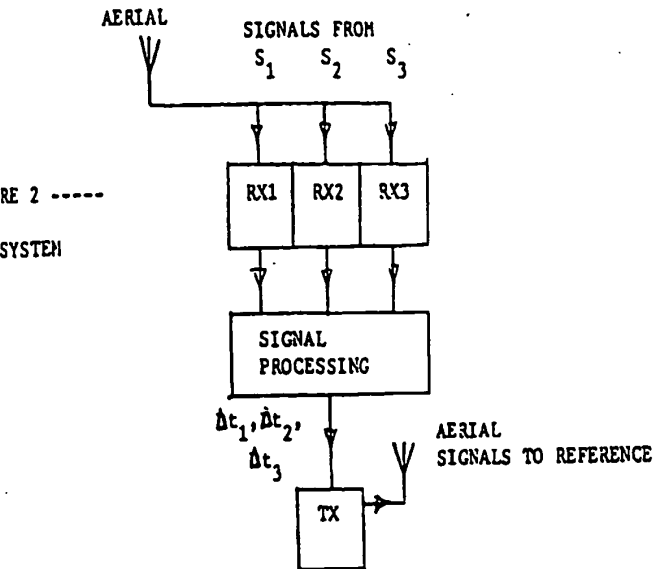 AERIAL
SIGNALS FROM
S1 S2 S3
RE 2 -----
RX1 RX2 RX3
SYSTEM
SIGNAL
PROCESSING
Δt1, Δt2,
Δt3
AERIAL
SIGNALS TO REFERENCE
TX